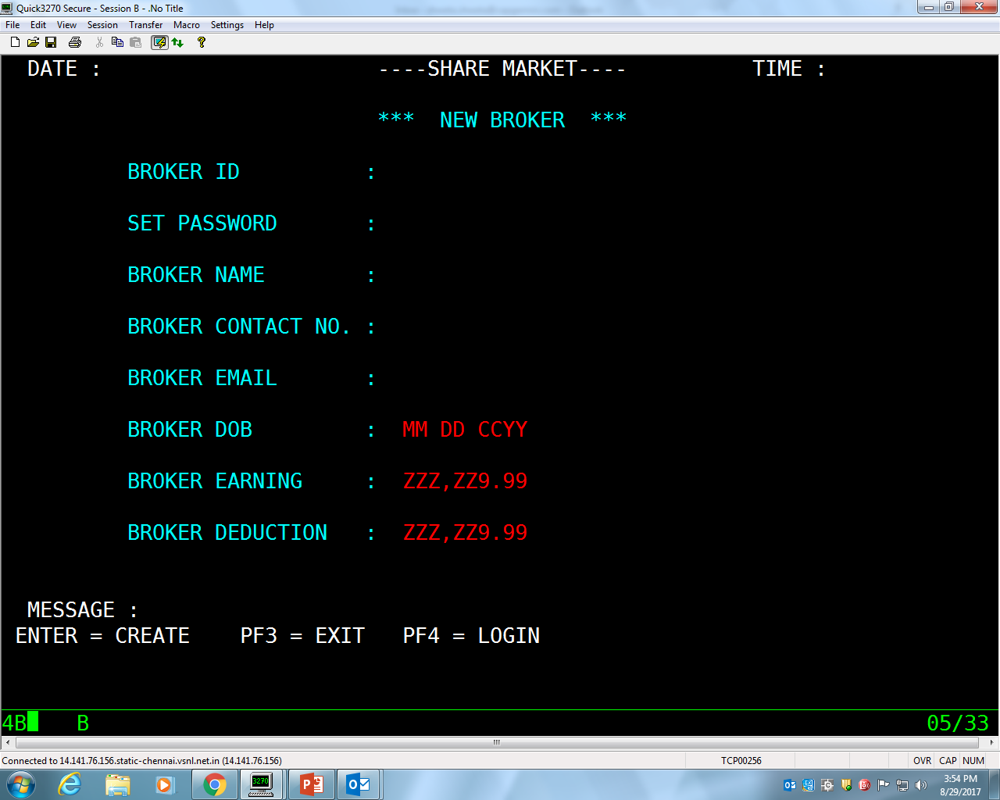 Quick3270 Secure - Session B - .No Title
File Edit View Session Transfer Macro Settings Help
DATE : ----SHARE MARKET---- TIME :
*** NEW BROKER ***
BROKER ID :
SET PASSWORD :
BROKER NAME :
BROKER CONTACT NO. :
BROKER EMAIL :
BROKER DOB : MM DD CCYY
BROKER EARNING : ZZZ,ZZ9.99
BROKER DEDUCTION : ZZZ,ZZ9.99
MESSAGE :
ENTER = CREATE PF3 = EXIT PF4 = LOGIN
4B B 05/33
Connected to 14.141.76.156.static-chennai.vsnl.net.in (14.141.76.156) TCP00256 OVR CAP NUM
3270
3:54 PM
8/29/2017